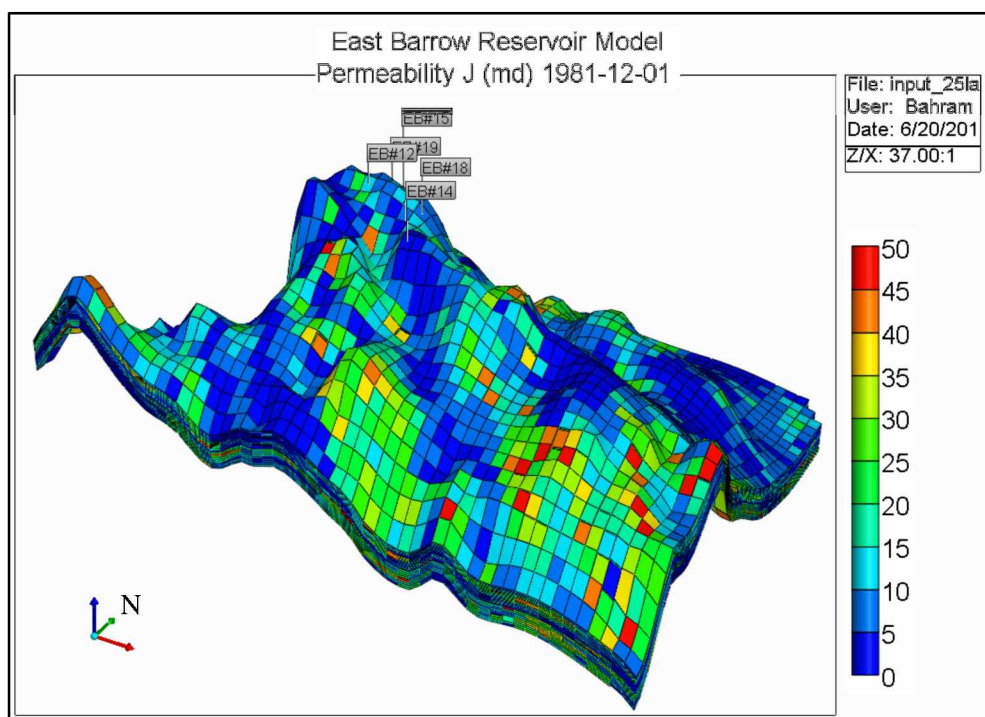 East Barrow Reservoir Model
Permeability J (md) 1981-12-01
File: input_25la
User: Bahram
Date: 6/20/201
Z/X: 37.00:1
EB#15
EB#19
EB#12
EB#18
EB#14
50
45
40
35
30
25
20
15
10
5
0
N